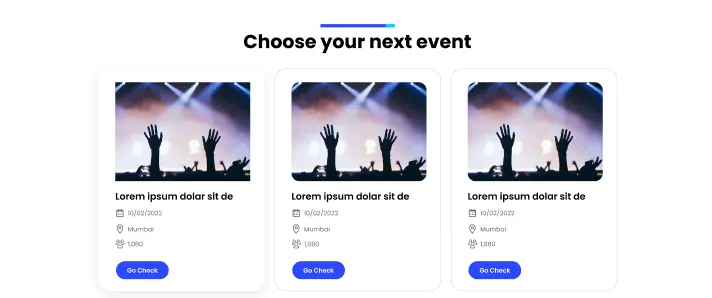 Choose your next event
Lorem ipsum dolar sit de
10/02/2022
Mumbai
1,080
Go Check
Lorem ipsum dolar sit de
10/02/2022
Mumbai
1,080
Go Check
Lorem ipsum dolar sit de
10/02/2022
Mumbai
1,080
Go Check